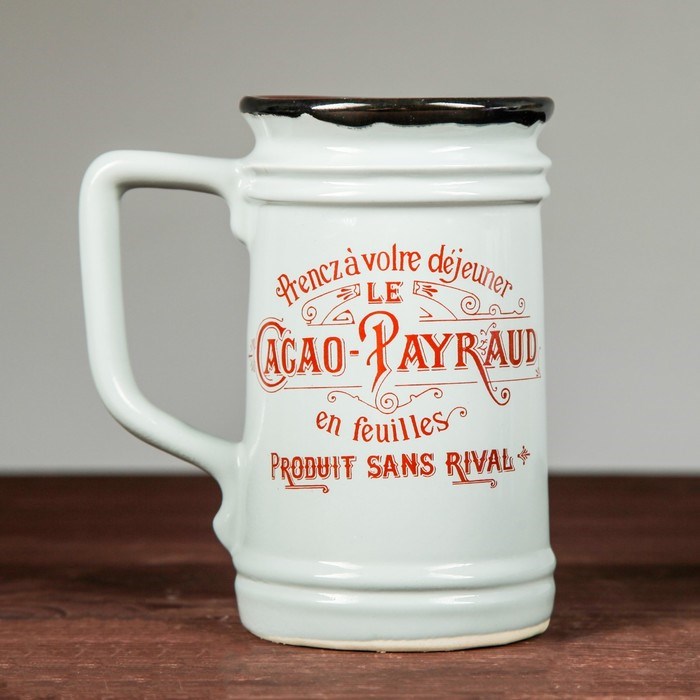 Prencz à volre déjeuner
LE
CACAO-PAYRAUD
en feuilles
PRODUIT SANS RIVAL